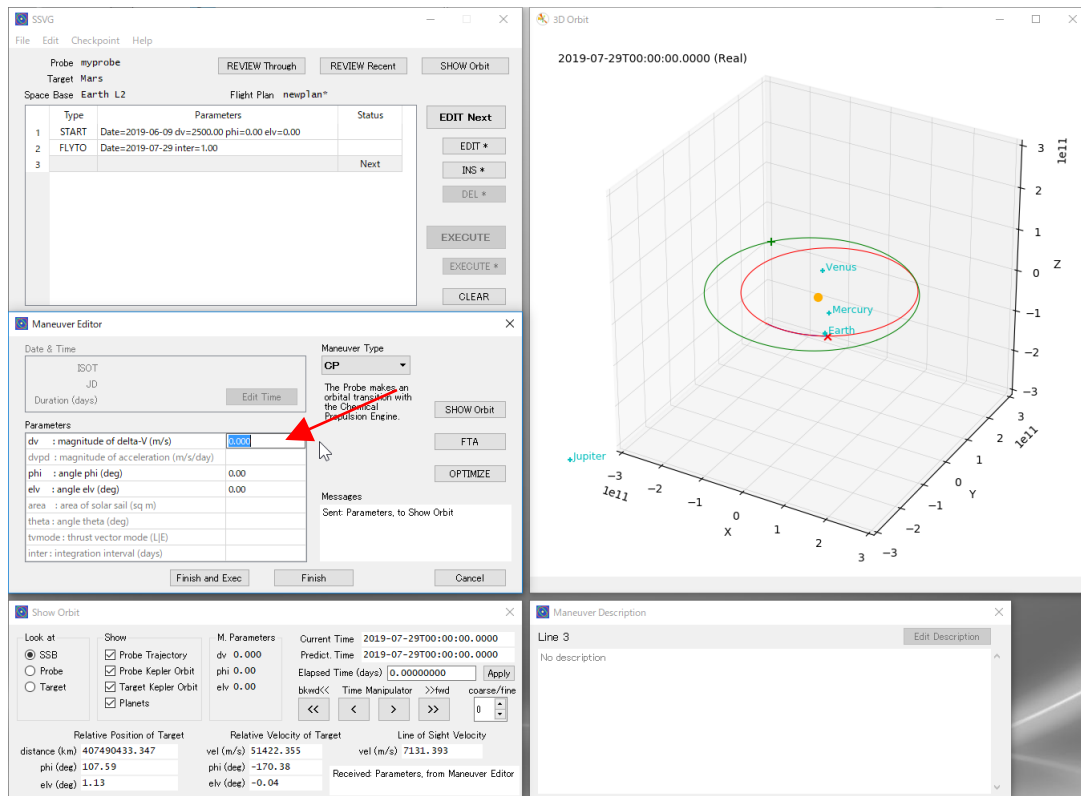 SSVG
File Edit Checkpoint Help
Probe myprobe
REVIEW Through REVIEW Recent SHOW Orbit
Target Mars
Space Base Earth L2
Flight Plan newplan*
Type Parameters Status
1 START Date=2019-06-09 dv=2500.00 phi=0.00 elv=0.00
2 FLYTO Date=2019-07-29 inter=1.00
3 Next
EDIT Next
EDIT *
INS *
DEL *
EXECUTE
EXECUTE *
CLEAR
Maneuver Editor
Date & Time
ISOT
JD
Duration (days)
Edit Time
Maneuver Type
CP
The Probe makes an
orbital transition with
the Chemical
Propulsion Engine.
SHOW Orbit
FTA
OPTIMIZE
Parameters
dv : magnitude of delta-V (m/s) 0.000
dvpd : magnitude of acceleration (m/s/day)
phi : angle phi (deg) 0.00
elv : angle elv (deg) 0.00
area : area of solar sail (sq m)
theta : angle theta (deg)
tvmode : thrust vector mode (L|E)
inter : integration interval (days)
Messages
Sent: Parameters, to Show Orbit
Finish and Exec Finish Cancel
Show Orbit
Look at
SSB
Probe
Target
Show
Probe Trajectory
Probe Kepler Orbit
Target Kepler Orbit
Planets
M. Parameters
dv 0.000
phi 0.00
elv 0.00
Current Time 2019-07-29T00:00:00.0000
Predict. Time 2019-07-29T00:00:00.0000
Elapsed Time (days) 0.00000000 Apply
bkwd<< Time Manipulator >>fwd coarse/fine
<< < > >> 0
Relative Position of Target
distance (km) 407490433.347
phi (deg) 107.59
elv (deg) 1.13
Relative Velocity of Target
vel (m/s) 51422.355
phi (deg) -170.38
elv (deg) -0.04
Line of Sight Velocity
vel (m/s) 7131.393
Received: Parameters, from Maneuver Editor
3D Orbit
2019-07-29T00:00:00.0000 (Real)
Venus
Mercury
Earth
Jupiter
−3
−2
−1
0
1
2
3
1e11
X
−3
−2
−1
0
1
2
3
1e11
Y
3
2
1
0
−1
−2
−3
1e11
Z
Maneuver Description
Line 3
Edit Description
No description